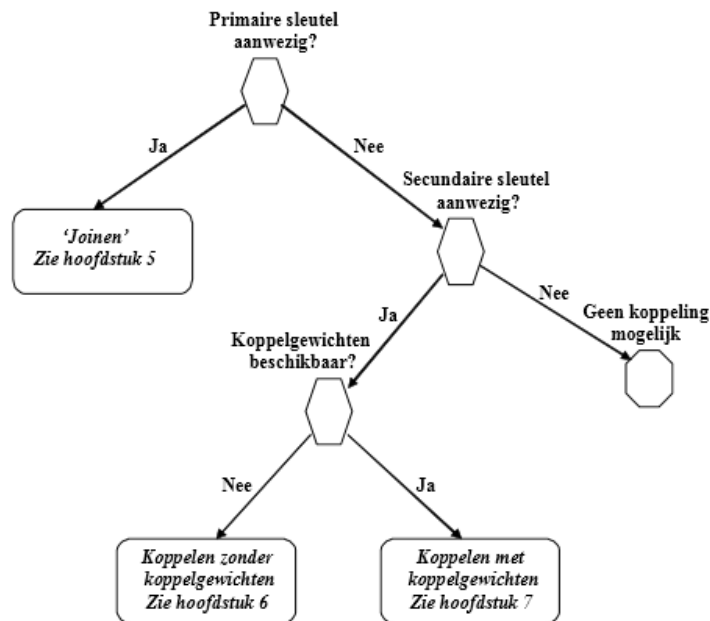 Primaire sleutel
aanwezig?
Ja
Nee
Secundaire sleutel
aanwezig?
‘Joinen’
Zie hoofdstuk 5
Nee
Geen koppeling
mogelijk
Ja
Koppelgewichten
beschikbaar?
Nee
Ja
Koppelen zonder
koppelgewichten
Zie hoofdstuk 6
Koppelen met
koppelgewichten
Zie hoofdstuk 7